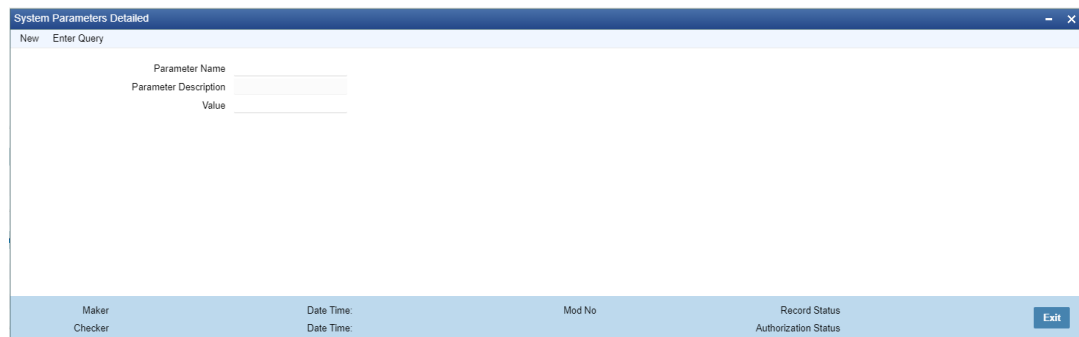 System Parameters Detailed
New Enter Query
Parameter Name
Parameter Description
Value
Maker Date Time: Mod No Record Status
Checker Date Time: Authorization Status
Exit